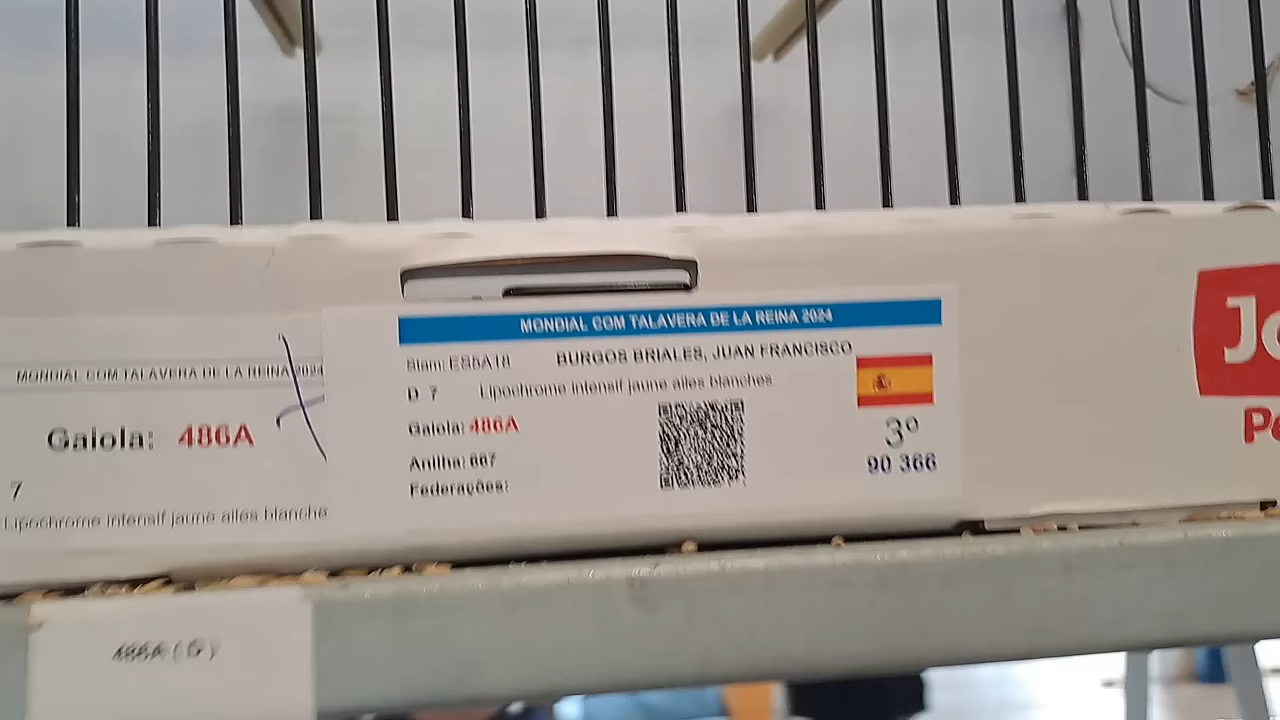 MONDIAL COM TALAVERA DE LA REINA 2024
Gaiola: 486A
7
Lipochrome intensif jaune ailes blanche
486A (D)
MONDIAL COM TALAVERA DE LA REINA 2024
BURGOS BRIALES, JUAN FRANCISCO
D 7 Lipochrome intensif jaune ailes blanches
Gaiola: 486A
Anilha: 667
Federações:
3º
90 366
Jo
Pe